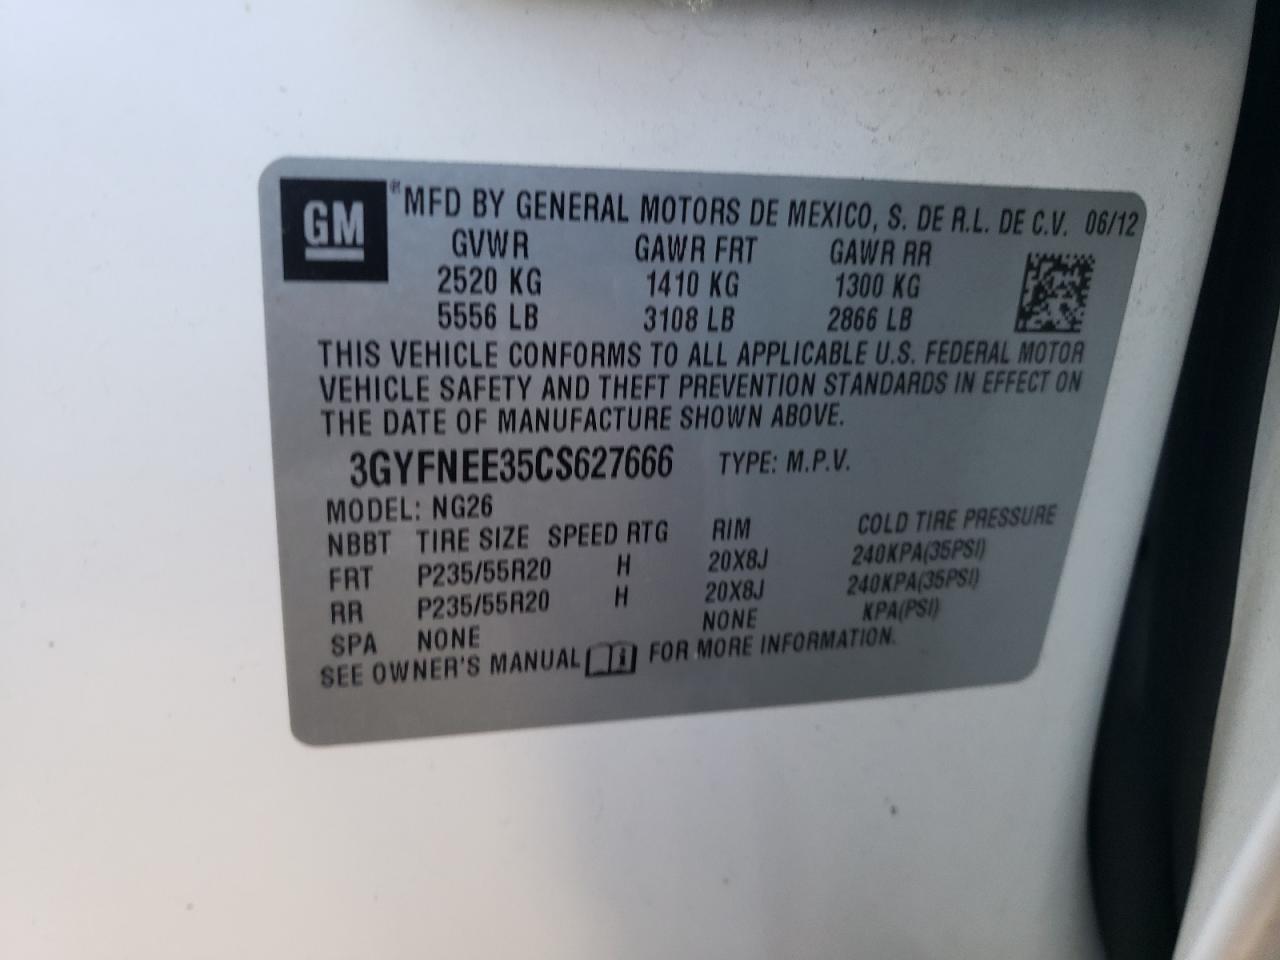 GM ® MFD BY GENERAL MOTORS DE MEXICO, S. DE R.L. DE C.V. 06/12
GVWR GAWR FRT GAWR RR
2520 KG 1410 KG 1300 KG
5556 LB 3108 LB 2866 LB
THIS VEHICLE CONFORMS TO ALL APPLICABLE U.S. FEDERAL MOTOR
VEHICLE SAFETY AND THEFT PREVENTION STANDARDS IN EFFECT ON
THE DATE OF MANUFACTURE SHOWN ABOVE.
3GYFNEE35CS627666 TYPE: M.P.V.
MODEL: NG26
NBBT TIRE SIZE SPEED RTG RIM COLD TIRE PRESSURE
FRT P235/55R20 H 20X8J 240KPA(35PSI)
RR P235/55R20 H 20X8J 240KPA(35PSI)
SPA NONE NONE KPA(PSI)
SEE OWNER'S MANUAL i FOR MORE INFORMATION.